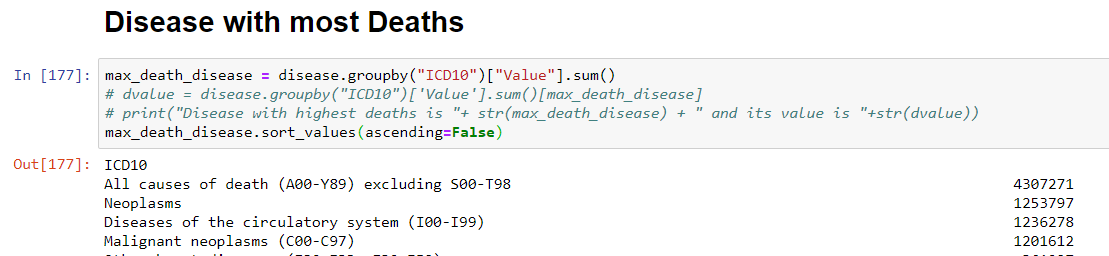 Disease with most Deaths
In [177]: max_death_disease = disease.groupby("ICD10")["Value"].sum()
# dvalue = disease.groupby("ICD10")['Value'].sum()[max_death_disease]
# print("Disease with highest deaths is "+ str(max_death_disease) + " and its value is "+str(dvalue))
max_death_disease.sort_values(ascending=False)
Out[177]: ICD10
All causes of death (A00-Y89) excluding S00-T98 4307271
Neoplasms 1253797
Diseases of the circulatory system (I00-I99) 1236278
Malignant neoplasms (C00-C97) 1201612